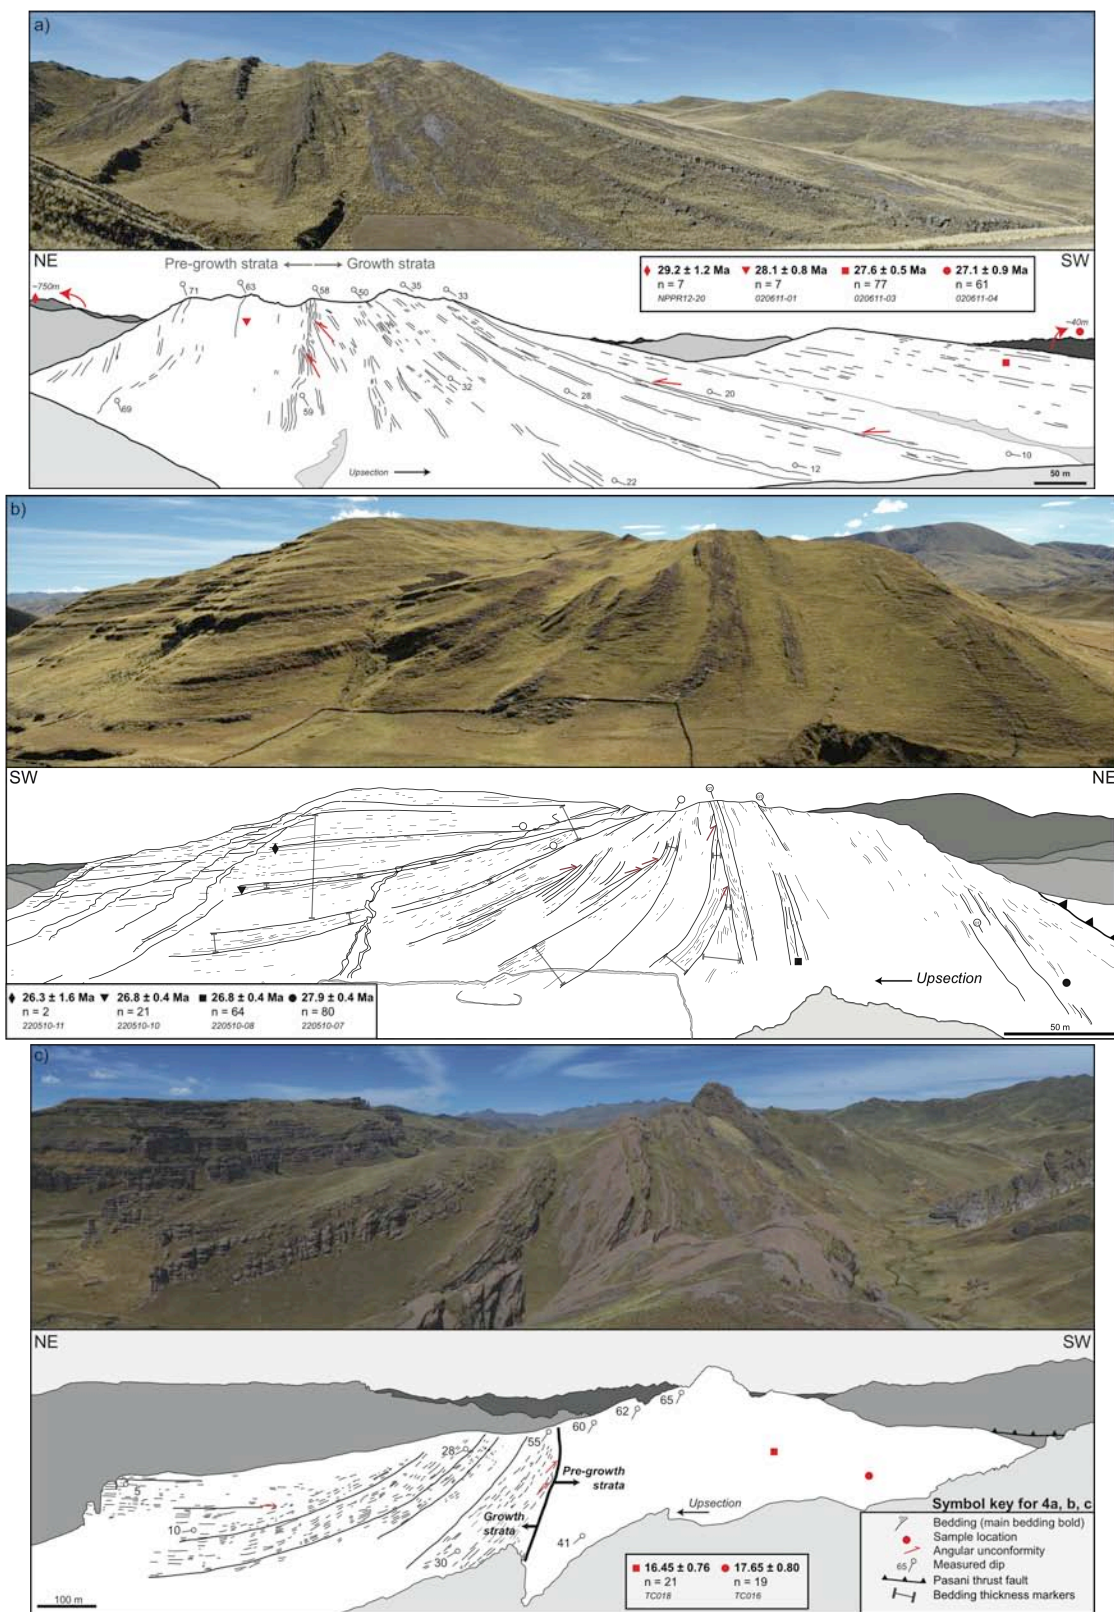 a)
NE
SW
Pre-growth strata
Growth strata
29.2 ± 1.2 Ma
28.1 ± 0.8 Ma
27.6 ± 0.5 Ma
27.1 ± 0.9 Ma
n = 7
n = 7
n = 77
n = 61
NPPR12-20
020611-01
020611-03
020611-04
~750m
71
63
58
50
35
33
~40m
69
59
32
28
20
12
10
22
Upsection
50 m
b)
SW
NE
Upsection
26.3 ± 1.6 Ma
26.8 ± 0.4 Ma
26.8 ± 0.4 Ma
27.9 ± 0.4 Ma
n = 2
n = 21
n = 64
n = 80
220510-11
220510-10
220510-08
220510-07
50 m
c)
NE
SW
65
62
60
55
28
5
10
30
41
Pre-growth
strata
Growth
strata
Upsection
100 m
16.45 ± 0.76
17.65 ± 0.80
n = 21
n = 19
TC018
TC016
Symbol key for 4a, b, c
Bedding (main bedding bold)
Sample location
Angular unconformity
65
Measured dip
Pasani thrust fault
Bedding thickness markers